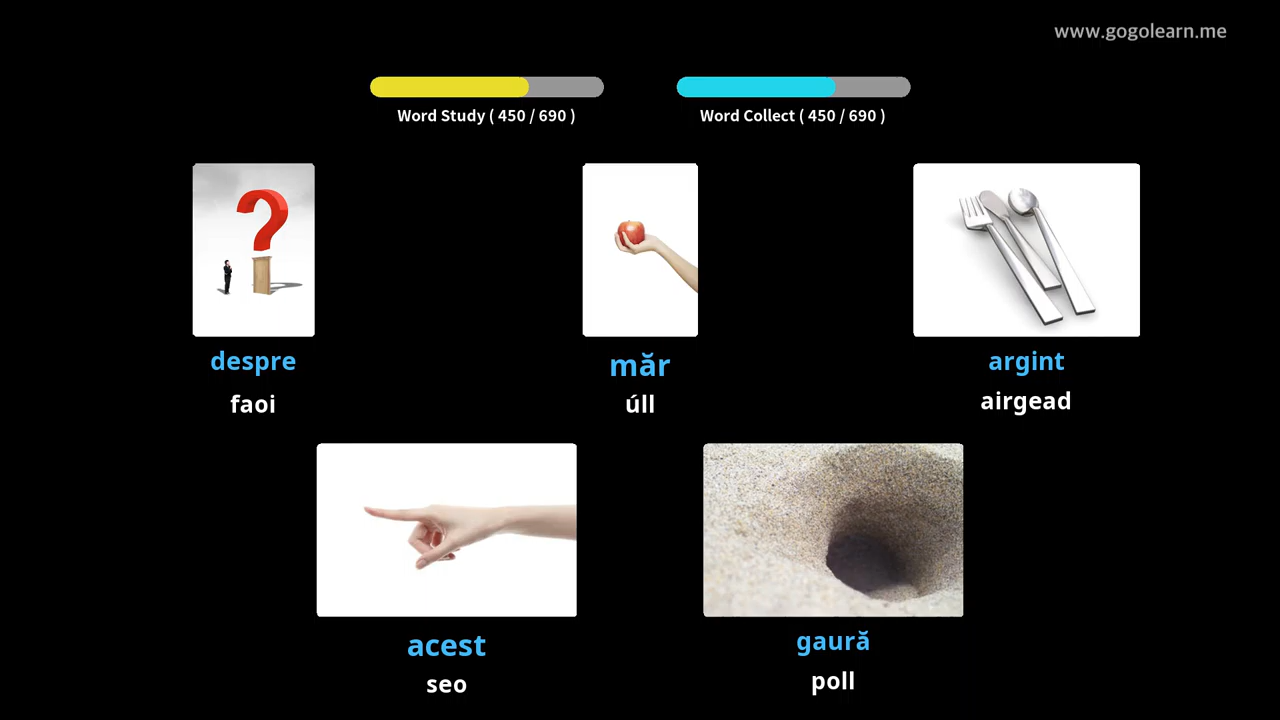 www.gogolearn.me
Word Study ( 450 / 690 )
Word Collect ( 450 / 690 )
despre
faoi
măr
úll
argint
airgead
acest
seo
gaură
poll